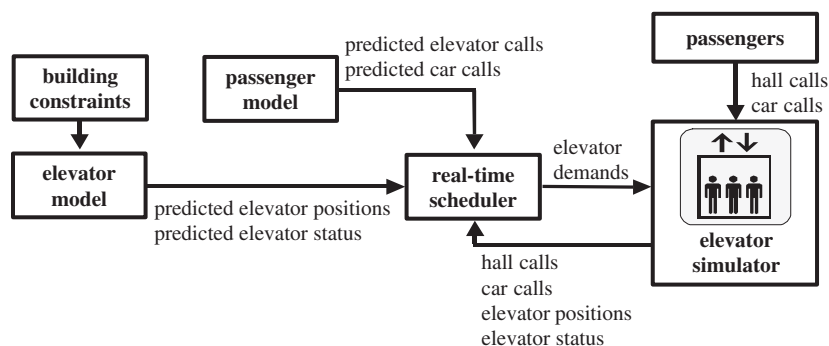 building
constraints
passenger
model
predicted elevator calls
predicted car calls
passengers
hall calls
car calls
elevator
model
predicted elevator positions
predicted elevator status
real-time
scheduler
elevator
demands
elevator
simulator
hall calls
car calls
elevator positions
elevator status